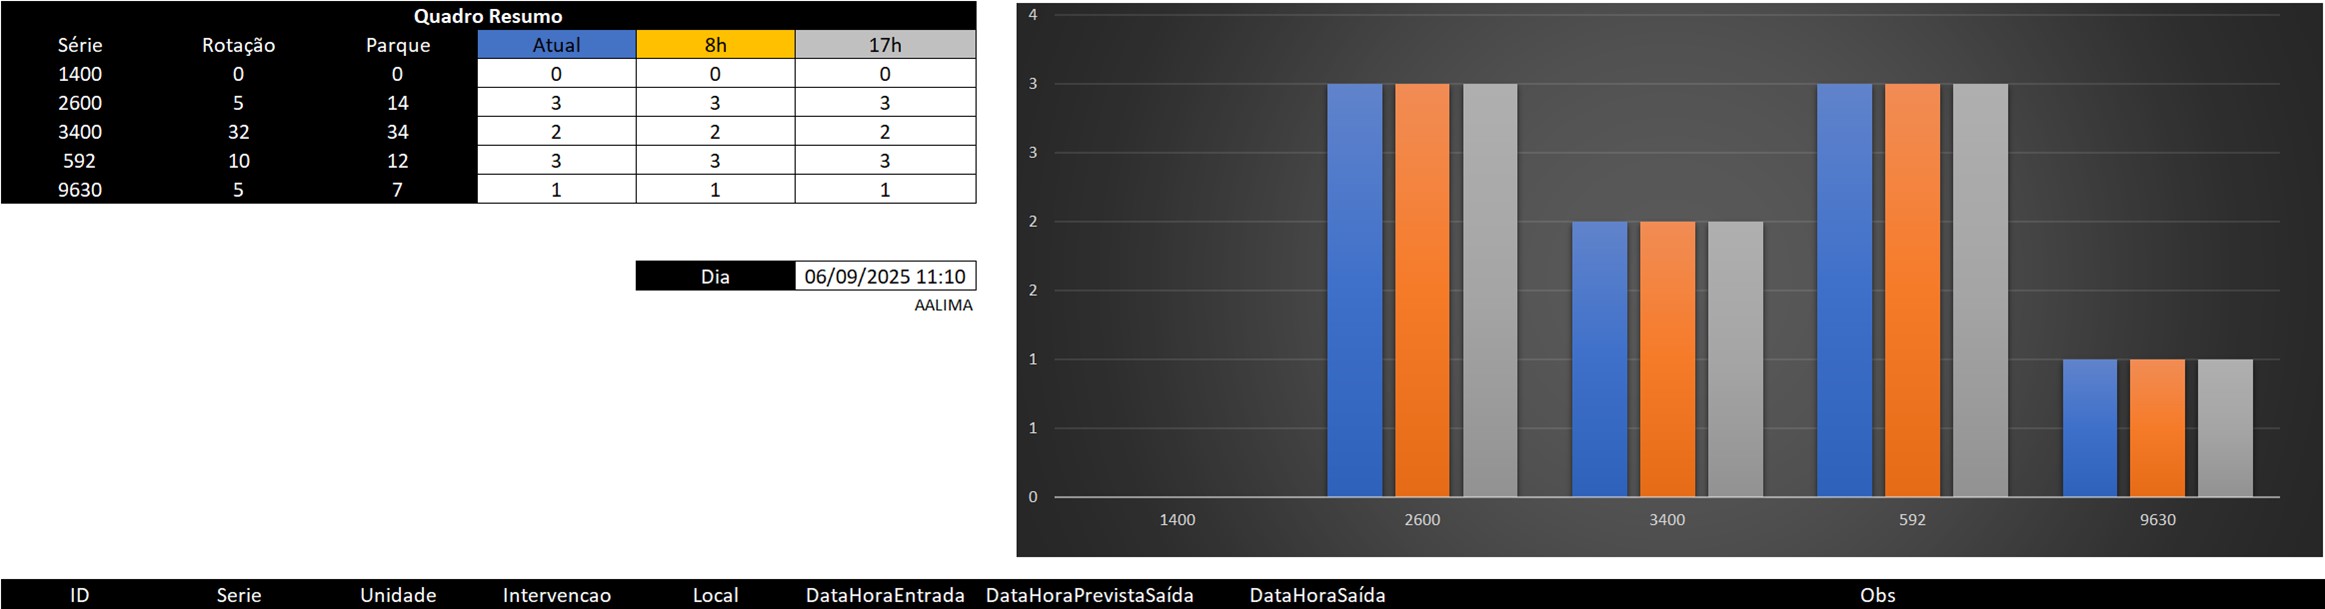 Quadro Resumo
Série Rotação Parque Atual 8h 17h
1400 0 0 0 0 0
2600 5 14 3 3 3
3400 32 34 2 2 2
592 10 12 3 3 3
9630 5 7 1 1 1
Dia 06/09/2025 11:10
AALIMA
4
3
3
2
2
1
1
0
1400 2600 3400 592 9630
ID Serie Unidade Intervencao Local DataHoraEntrada DataHoraPrevistaSaída DataHoraSaída Obs